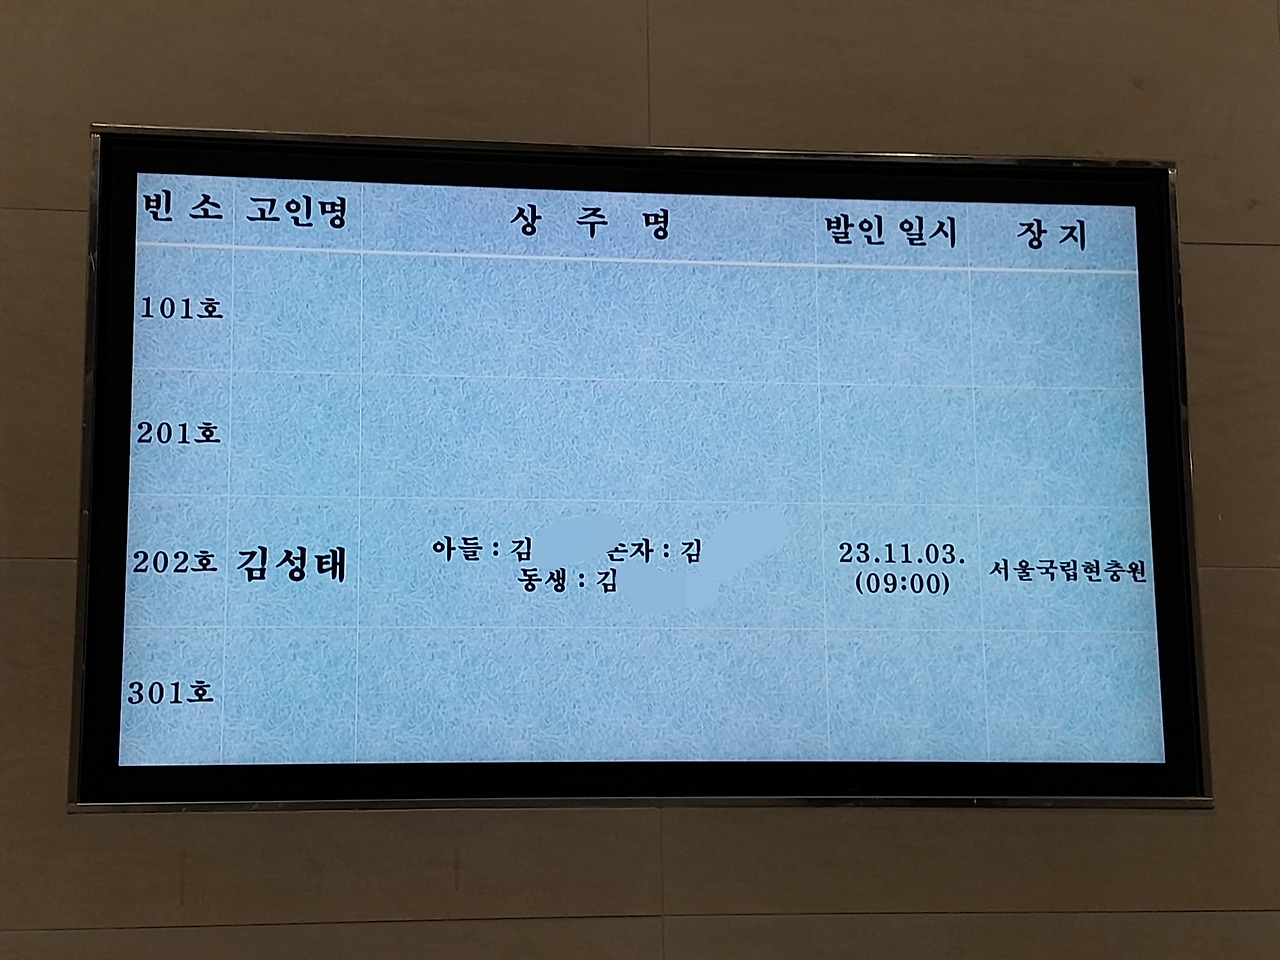 빈 소 고인명 상 주 명 발인 일시 장 지
101호
201호
202호 김성태 아들 : 김 손자 : 김 23.11.03. 서울국립현충원
동생 : 김 (09:00)
301호